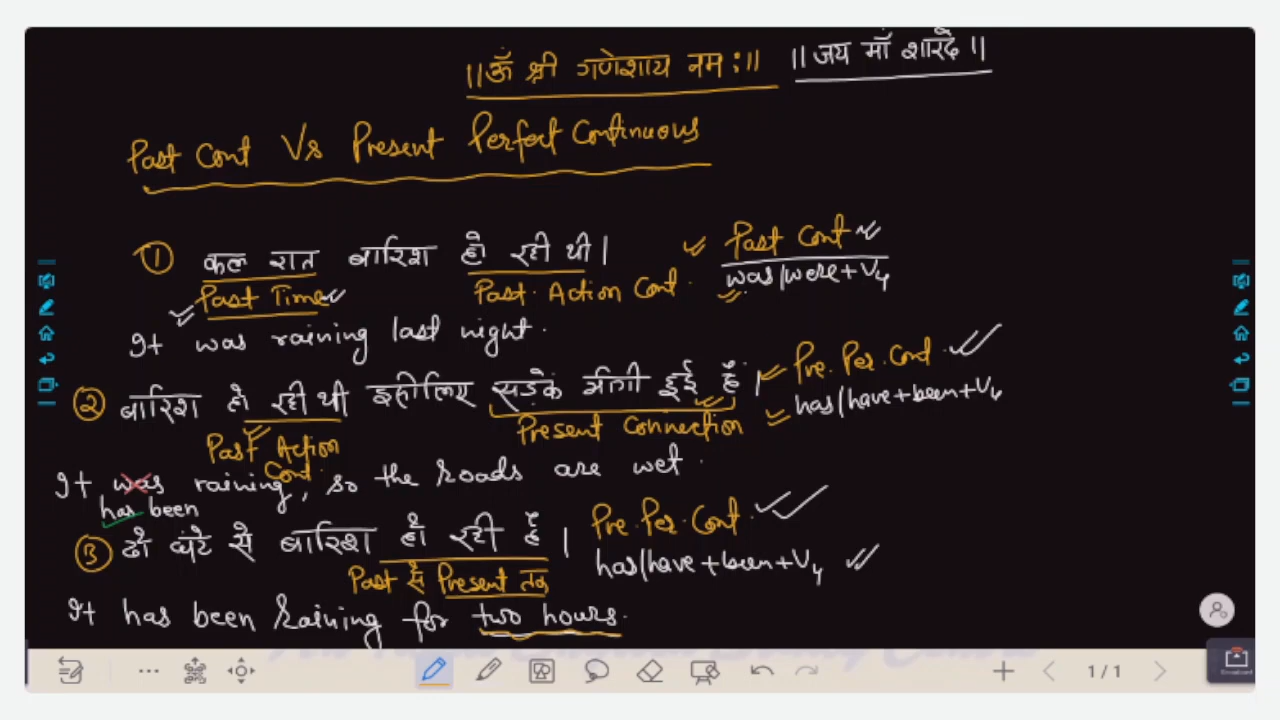 ||ॐ श्री गणेशाय नमः|| ||जय माँ शारदे||
Past Cont Vs Present Perfect Continuous
① कल रात बारिश हो रही थी| Past Cont
Past Time Past Action Cont. was/were+V4
It was raining last night.
② बारिश हो रही थी इसीलिए सड़के भीगी हुई है| Pre.Per.Cont
Past Action Cont. Present Connection has/have+been+V4
It was raining, so the roads are wet.
has been
③ दो घंटे से बारिश हो रही है| Pre.Per.Cont
Past से Present तक has/have+been+V4
It has been raining for two hours.
1/1